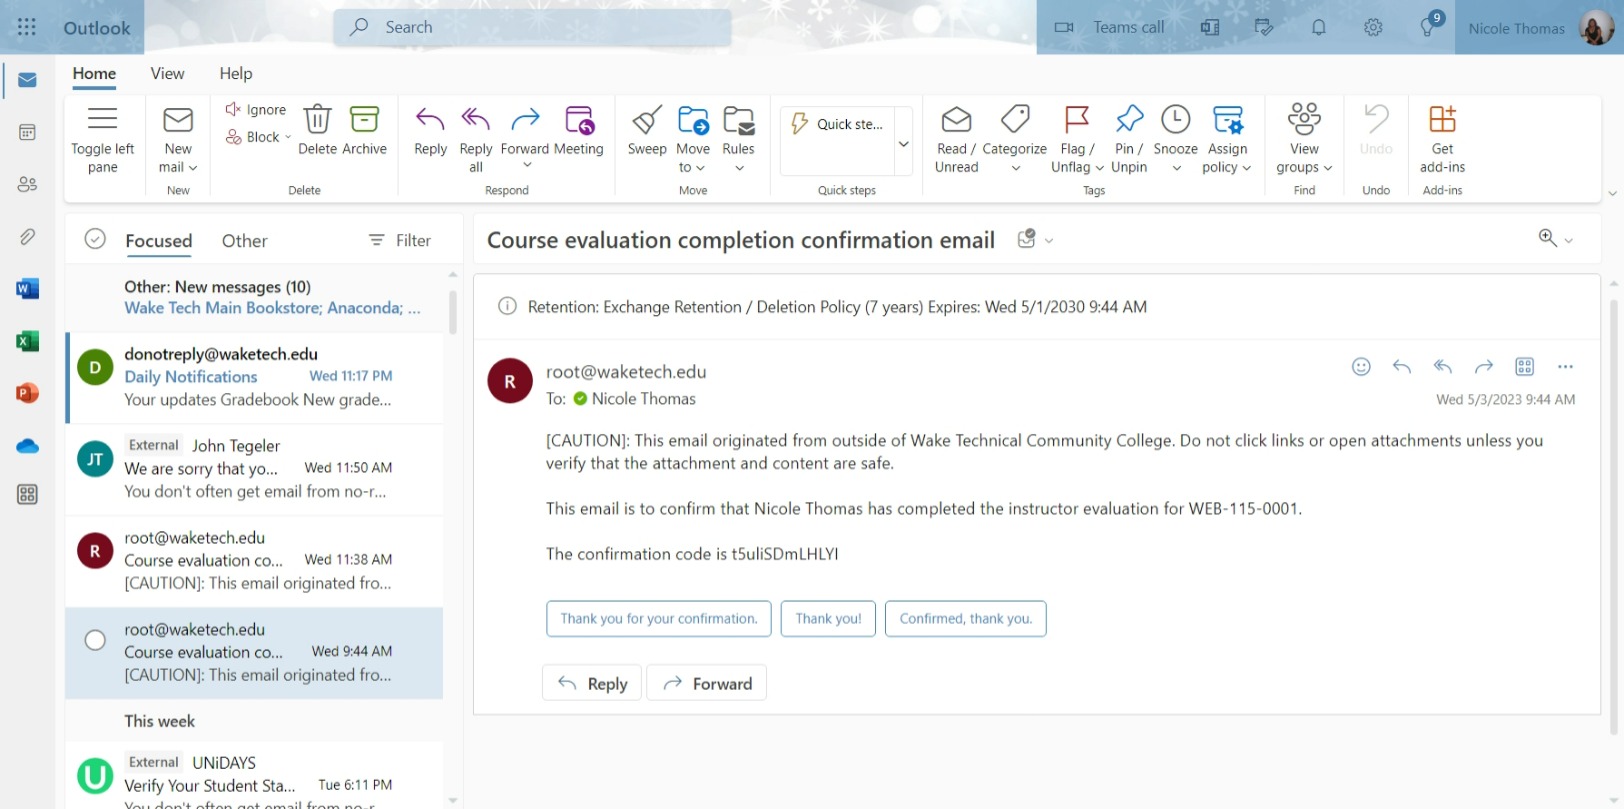 Outlook
Search
Teams call
9
Nicole Thomas
Home
View
Help
Toggle left
pane
New
mail
New
Ignore
Block
Delete
Archive
Delete
Reply
Reply
all
Forward
Meeting
Respond
Sweep
Move
to
Rules
Move
Quick ste...
Quick steps
Read /
Unread
Categorize
Flag /
Unflag
Pin /
Unpin
Snooze
Assign
policy
Tags
View
groups
Find
Undo
Undo
Get
add-ins
Add-ins
Focused
Other
Filter
Other: New messages (10)
Wake Tech Main Bookstore; Anaconda; ...
D
donotreply@waketech.edu
Daily Notifications Wed 11:17 PM
Your updates Gradebook New grade...
JT
External John Tegeler
We are sorry that yo... Wed 11:50 AM
You don't often get email from no-r...
R
root@waketech.edu
Course evaluation co... Wed 11:38 AM
[CAUTION]: This email originated fro...
root@waketech.edu
Course evaluation co... Wed 9:44 AM
[CAUTION]: This email originated fro...
This week
U
External UNiDAYS
Verify Your Student Sta... Tue 6:11 PM
You don't often get email from no-r
Course evaluation completion confirmation email
Retention: Exchange Retention / Deletion Policy (7 years) Expires: Wed 5/1/2030 9:44 AM
R
root@waketech.edu
To: Nicole Thomas
Wed 5/3/2023 9:44 AM
[CAUTION]: This email originated from outside of Wake Technical Community College. Do not click links or open attachments unless you
verify that the attachment and content are safe.
This email is to confirm that Nicole Thomas has completed the instructor evaluation for WEB-115-0001.
The confirmation code is t5uliSDmLHLYI
Thank you for your confirmation.
Thank you!
Confirmed, thank you.
Reply
Forward
W
X
P